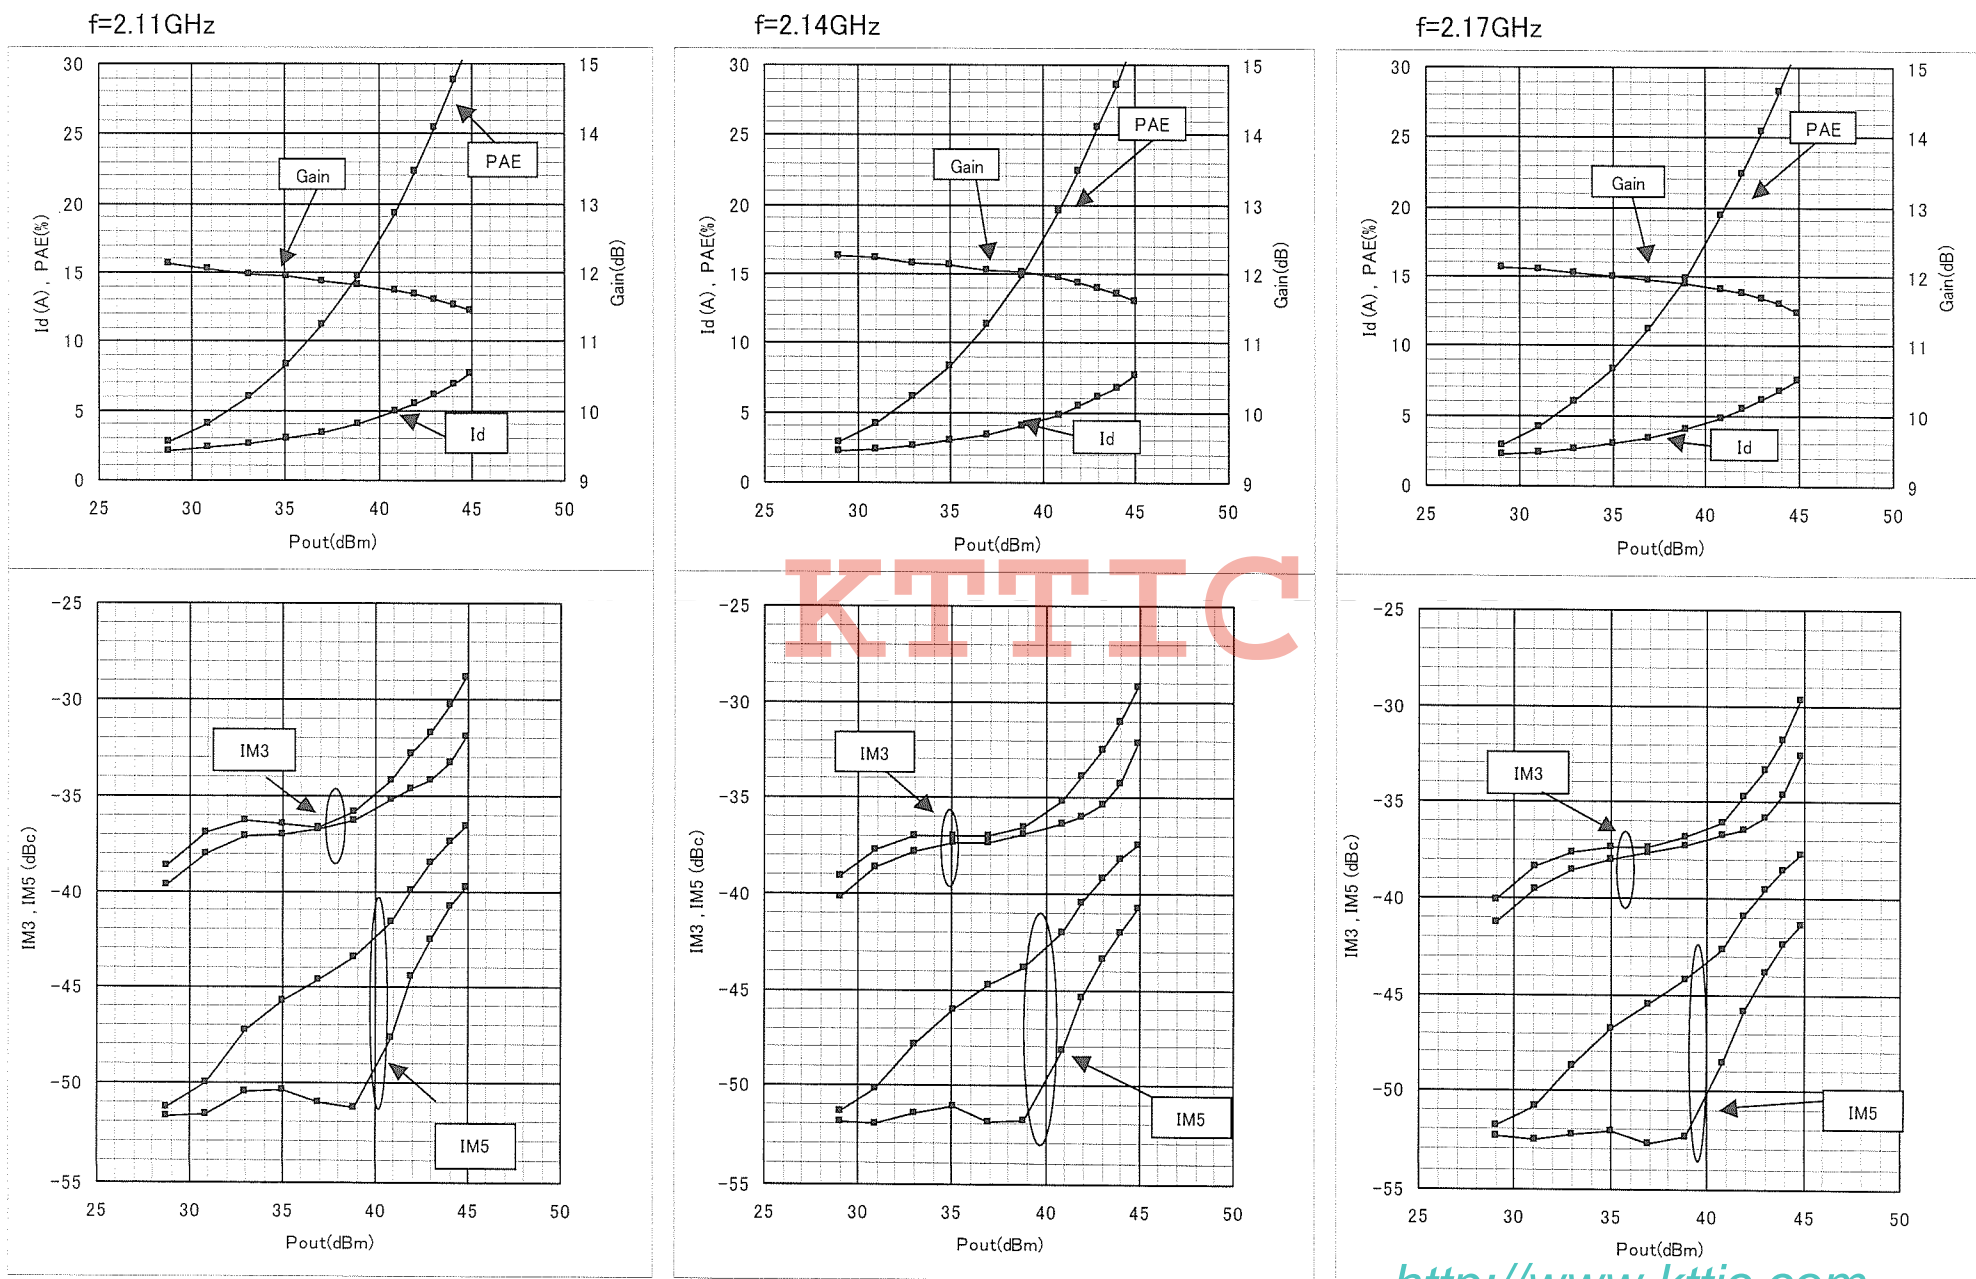 f=2.11GHz
30
25
20
15
10
5
0
15
14
13
12
11
10
9
25
30
35
40
45
50
Id (A) , PAE(%)
Gain(dB)
Pout(dBm)
Gain
PAE
Id
f=2.14GHz
30
25
20
15
10
5
0
15
14
13
12
11
10
9
25
30
35
40
45
50
Id (A) , PAE(%)
Gain(dB)
Pout(dBm)
Gain
PAE
Id
f=2.17GHz
30
25
20
15
10
5
0
15
14
13
12
11
10
9
25
30
35
40
45
50
Id (A) , PAE(%)
Gain(dB)
Pout(dBm)
Gain
PAE
Id
KTTIC
-25
-30
-35
-40
-45
-50
-55
25
30
35
40
45
50
IM3 , IM5 (dBc)
Pout(dBm)
IM3
IM5
-25
-30
-35
-40
-45
-50
-55
25
30
35
40
45
50
IM3 , IM5 (dBc)
Pout(dBm)
IM3
IM5
-25
-30
-35
-40
-45
-50
-55
25
30
35
40
45
50
IM3 , IM5 (dBc)
Pout(dBm)
IM3
IM5
http://www.kttic.com